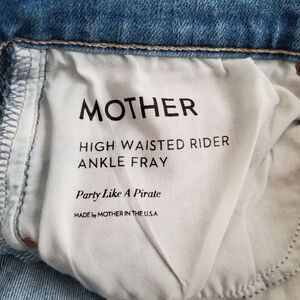 MOTHER
HIGH WAISTED RIDER
ANKLE FRAY
Party Like A Pirate
MADE by MOTHER IN THE U.S.A.